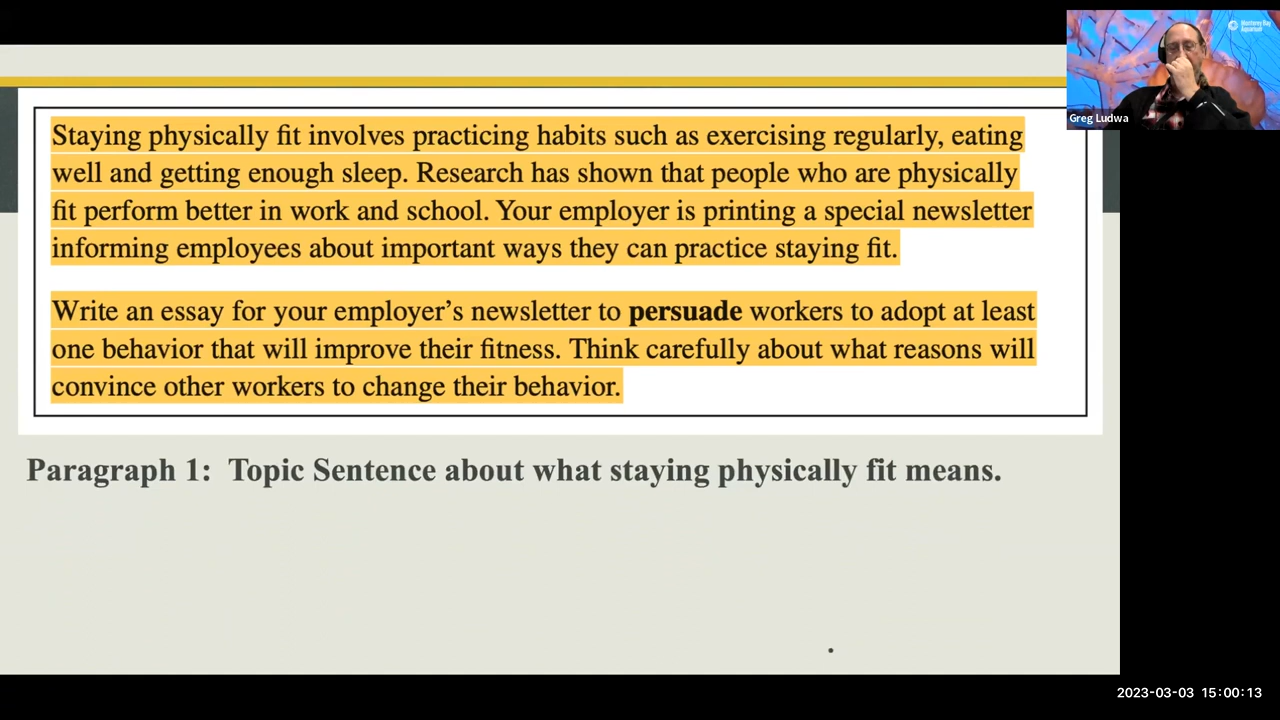 Monterey Bay
Aquarium
Greg Ludwa
Staying physically fit involves practicing habits such as exercising regularly, eating
well and getting enough sleep. Research has shown that people who are physically
fit perform better in work and school. Your employer is printing a special newsletter
informing employees about important ways they can practice staying fit.
Write an essay for your employer’s newsletter to persuade workers to adopt at least
one behavior that will improve their fitness. Think carefully about what reasons will
convince other workers to change their behavior.
Paragraph 1: Topic Sentence about what staying physically fit means.
.
2023-03-03 15:00:13